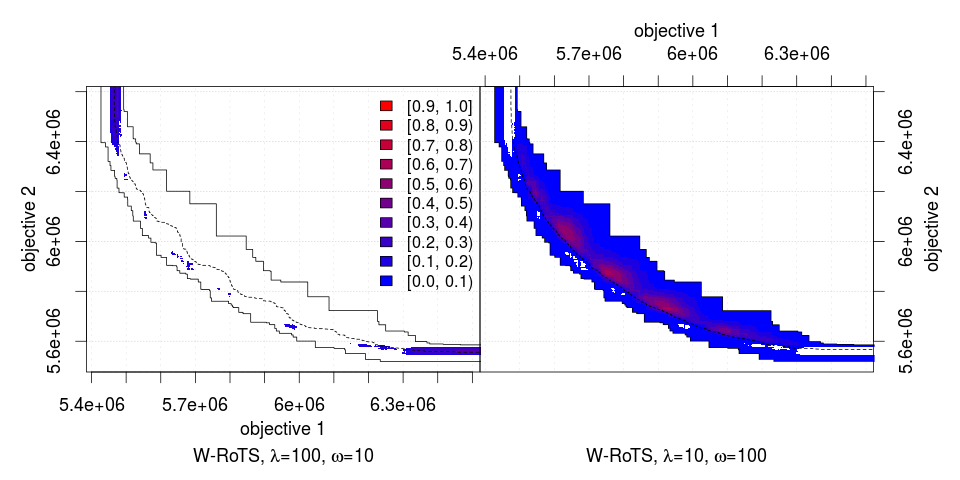 objective 1
5.4e+06 5.7e+06 6e+06 6.3e+06
[0.9, 1.0]
[0.8, 0.9)
[0.7, 0.8)
[0.6, 0.7)
[0.5, 0.6)
[0.4, 0.5)
[0.3, 0.4)
[0.2, 0.3)
[0.1, 0.2)
[0.0, 0.1)
objective 2
5.6e+06 6e+06 6.4e+06
objective 2
5.6e+06 6e+06 6.4e+06
5.4e+06 5.7e+06 6e+06 6.3e+06
objective 1
W-RoTS, λ=100, ω=10
W-RoTS, λ=10, ω=100